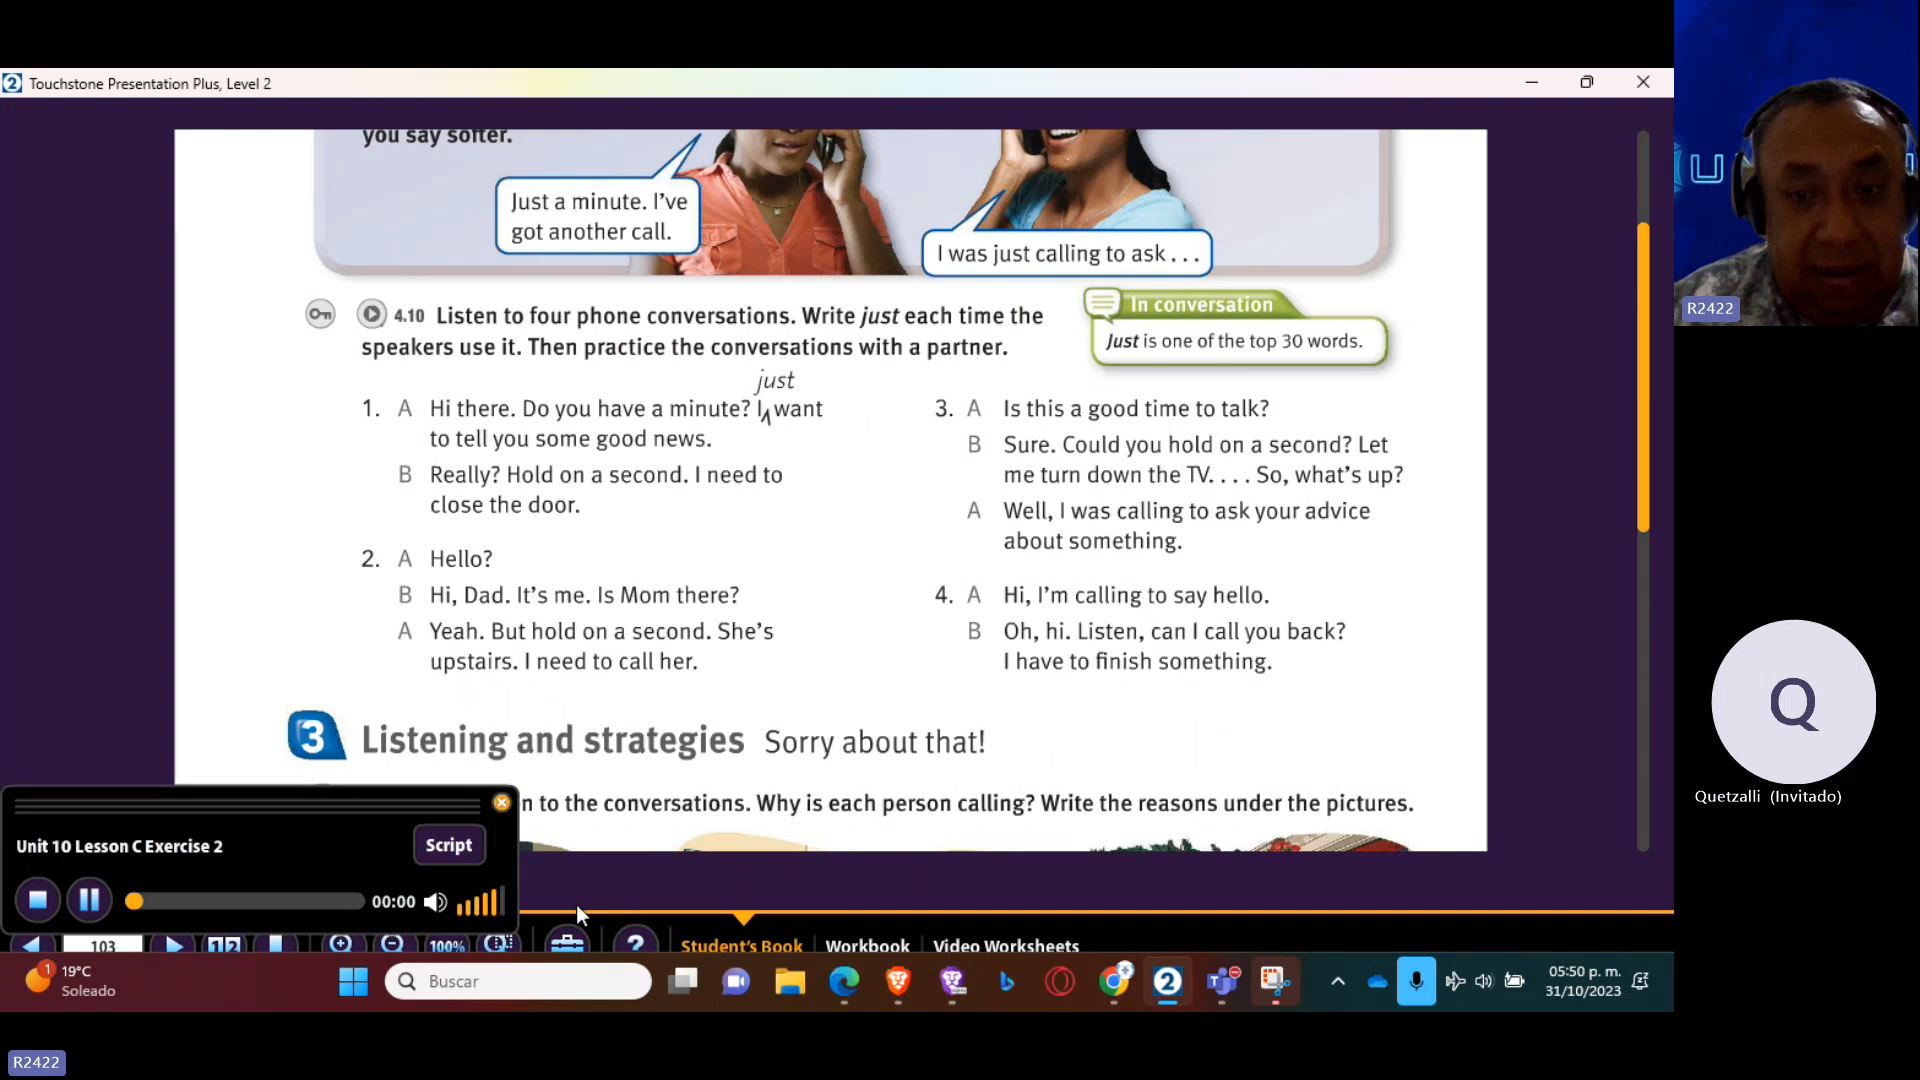 Touchstone Presentation Plus, Level 2
you say softer.
Just a minute. I've
got another call.
I was just calling to ask . . .
4.10 Listen to four phone conversations. Write just each time the
speakers use it. Then practice the conversations with a partner.
In conversation
Just is one of the top 30 words.
just
1. A Hi there. Do you have a minute? I want
to tell you some good news.
B Really? Hold on a second. I need to
close the door.
2. A Hello?
B Hi, Dad. It's me. Is Mom there?
A Yeah. But hold on a second. She's
upstairs. I need to call her.
3. A Is this a good time to talk?
B Sure. Could you hold on a second? Let
me turn down the TV. . . . So, what's up?
A Well, I was calling to ask your advice
about something.
4. A Hi, I'm calling to say hello.
B Oh, hi. Listen, can I call you back?
I have to finish something.
3 Listening and strategies Sorry about that!
n to the conversations. Why is each person calling? Write the reasons under the pictures.
Unit 10 Lesson C Exercise 2
Script
00:00
103
12
100%
?
Student's Book
Workbook
Video Worksheets
1
19°C
Soleado
Buscar
2
05:50 p. m.
31/10/2023
R2422
U
R2422
Q
Quetzalli (Invitado)